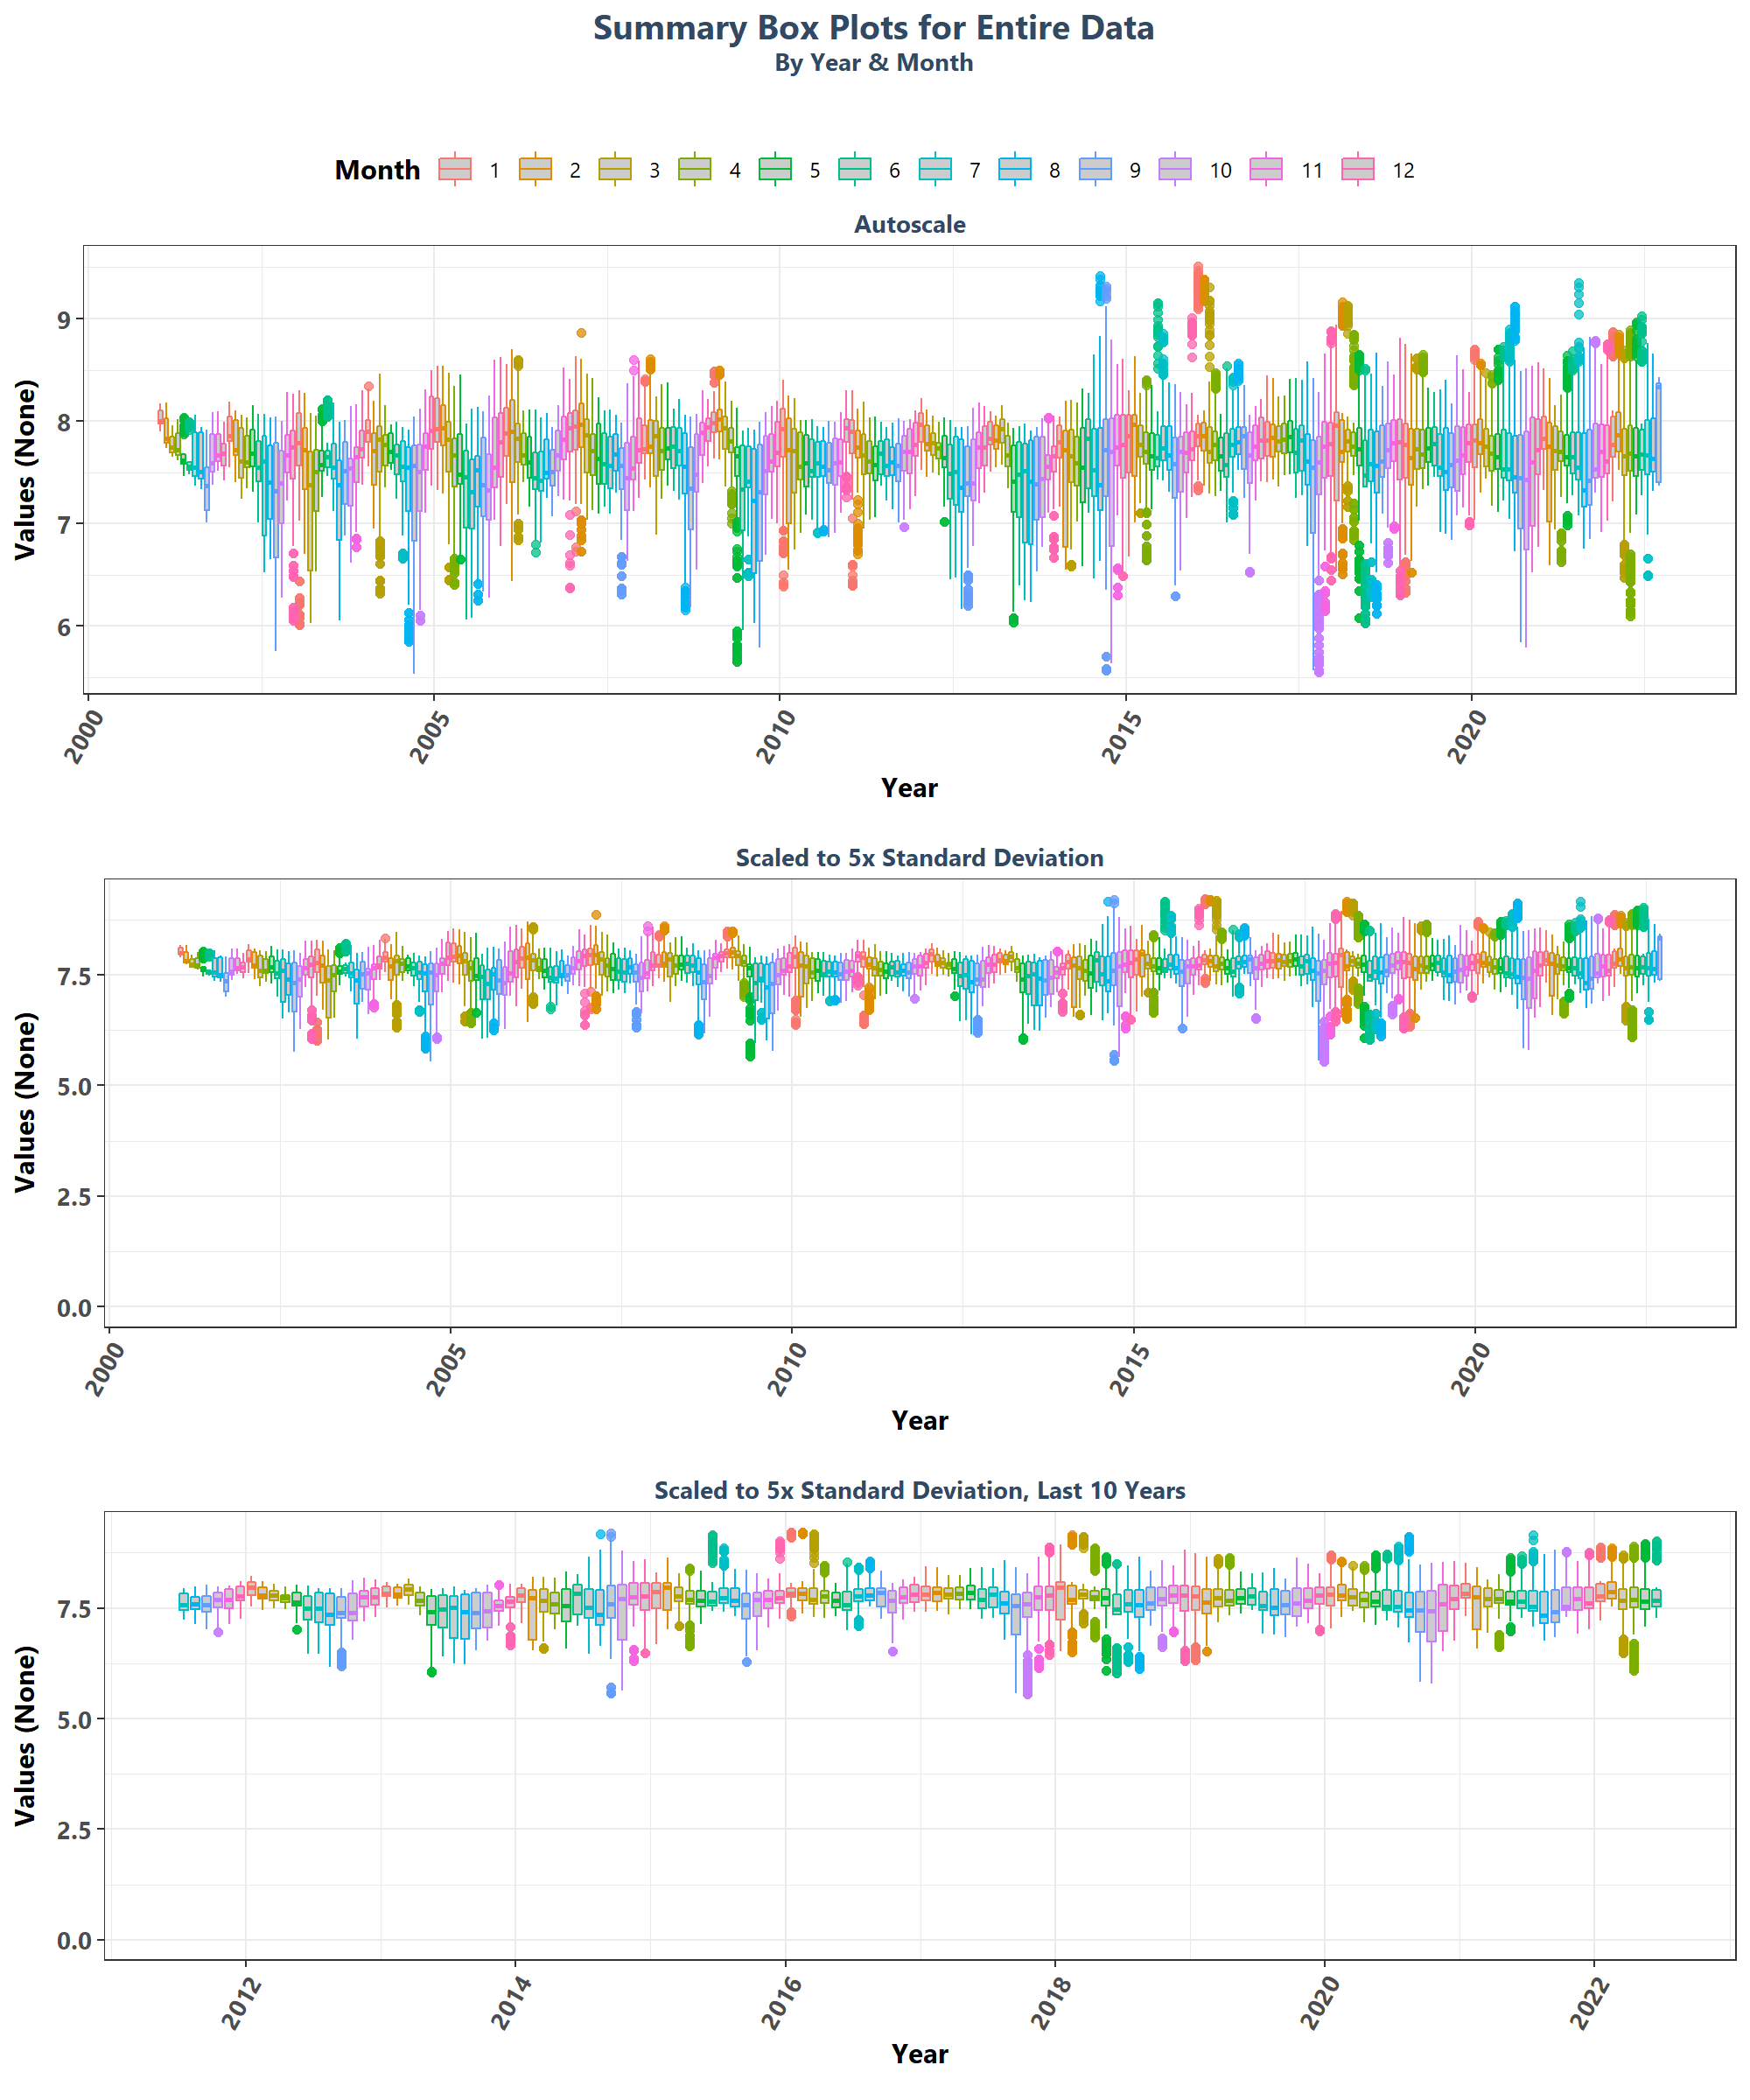 Summary Box Plots for Entire Data
By Year & Month
Month 1 2 3 4 5 6 7 8 9 10 11 12
Autoscale
Values (None)
9
8
7
6
2000 2005 2010 2015 2020
Year
Scaled to 5x Standard Deviation
Values (None)
7.5
5.0
2.5
0.0
2000 2005 2010 2015 2020
Year
Scaled to 5x Standard Deviation, Last 10 Years
Values (None)
7.5
5.0
2.5
0.0
2012 2014 2016 2018 2020 2022
Year